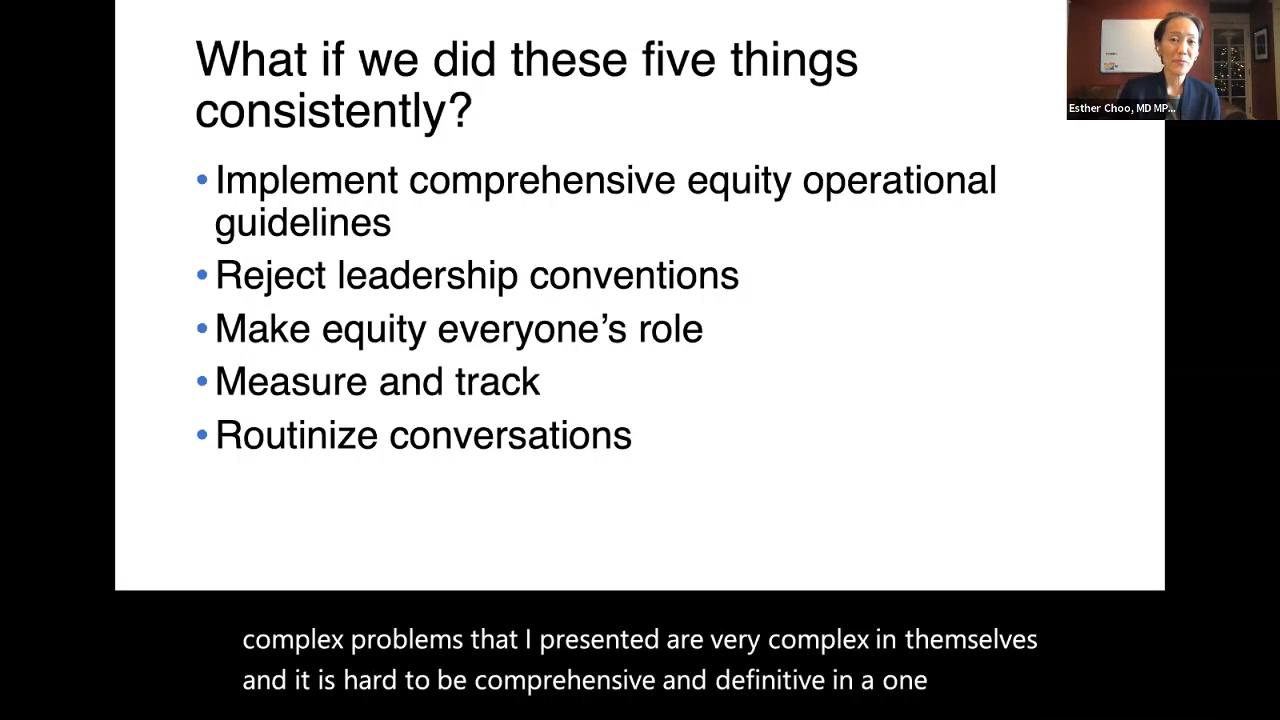 What if we did these five things
consistently?
• Implement comprehensive equity operational
guidelines
• Reject leadership conventions
• Make equity everyone’s role
• Measure and track
• Routinize conversations
Esther Choo, MD MP...
complex problems that I presented are very complex in themselves
and it is hard to be comprehensive and definitive in a one